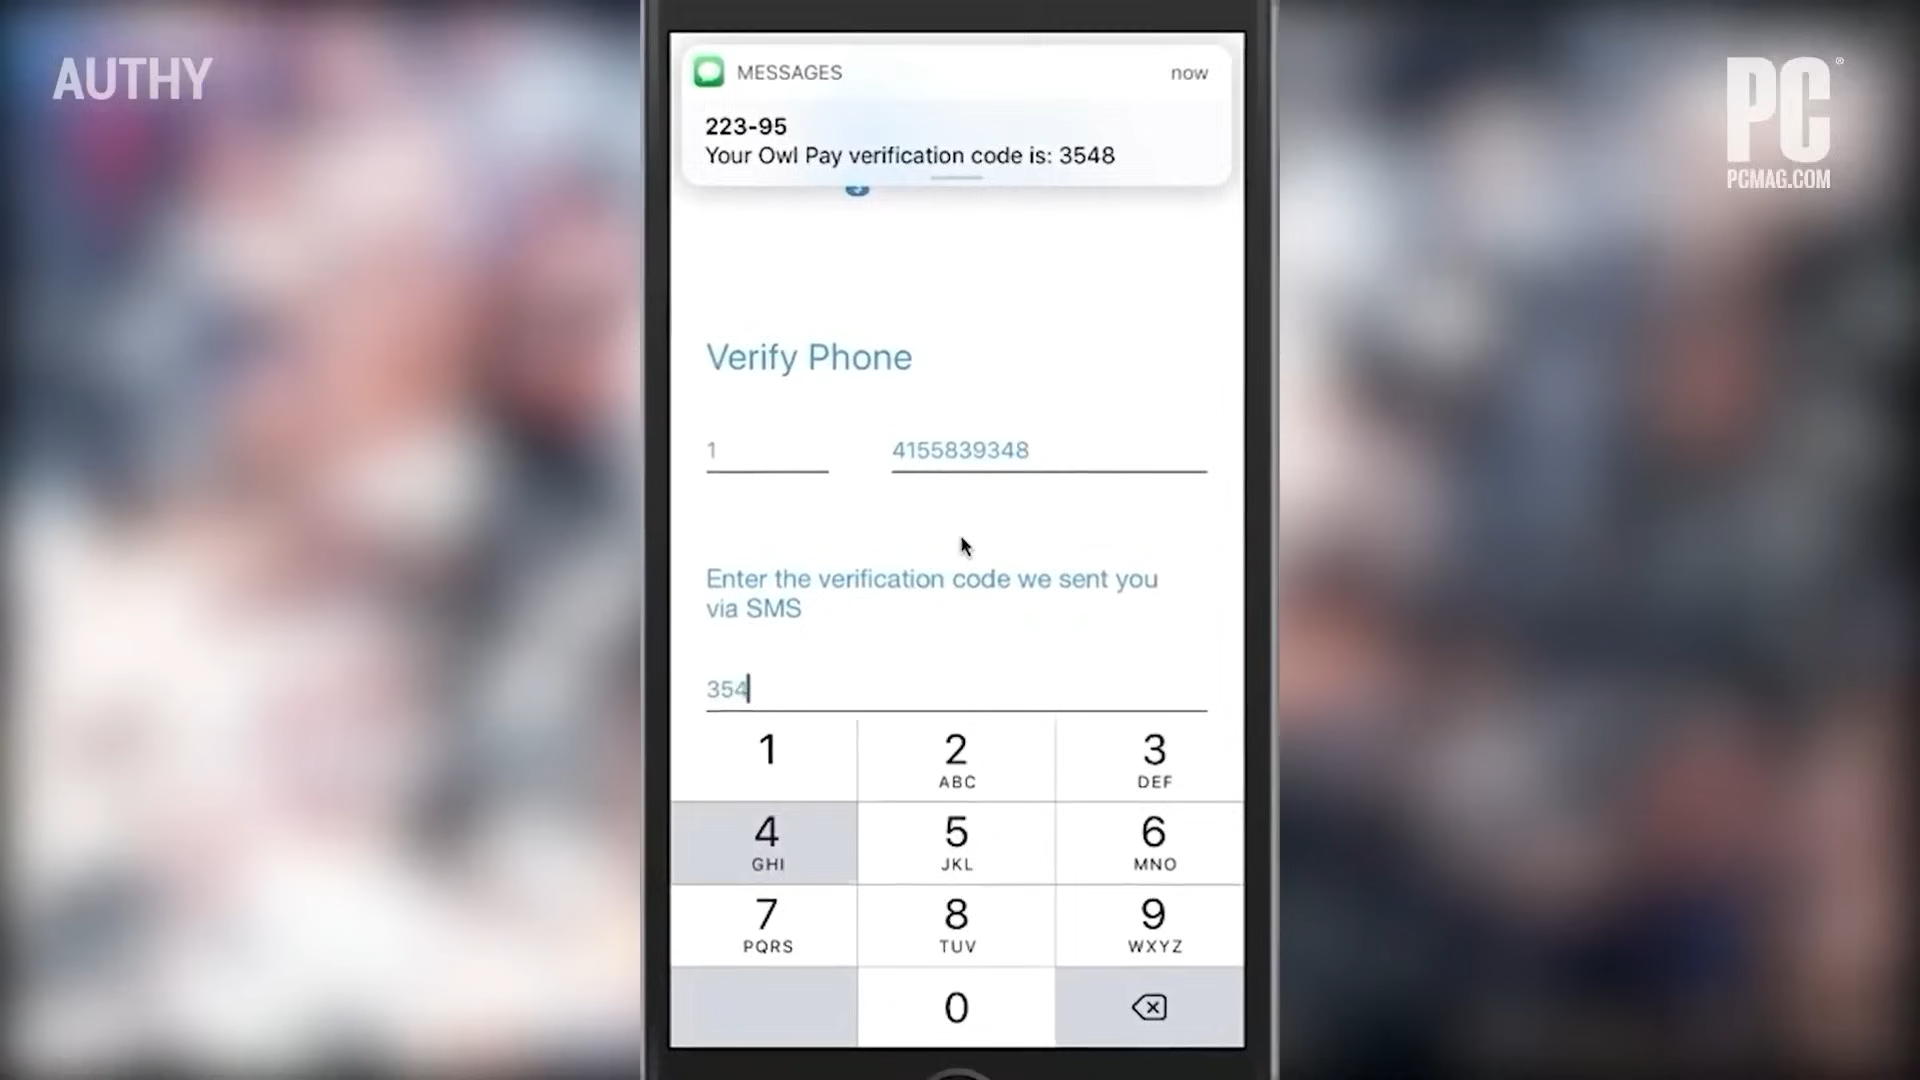 AUTHY
PC®
PCMAG.COM
MESSAGES
now
223-95
Your Owl Pay verification code is: 3548
Verify Phone
1
4155839348
Enter the verification code we sent you
via SMS
354
1
2
3
ABC
DEF
4
5
6
GHI
JKL
MNO
7
8
9
PQRS
TUV
WXYZ
0